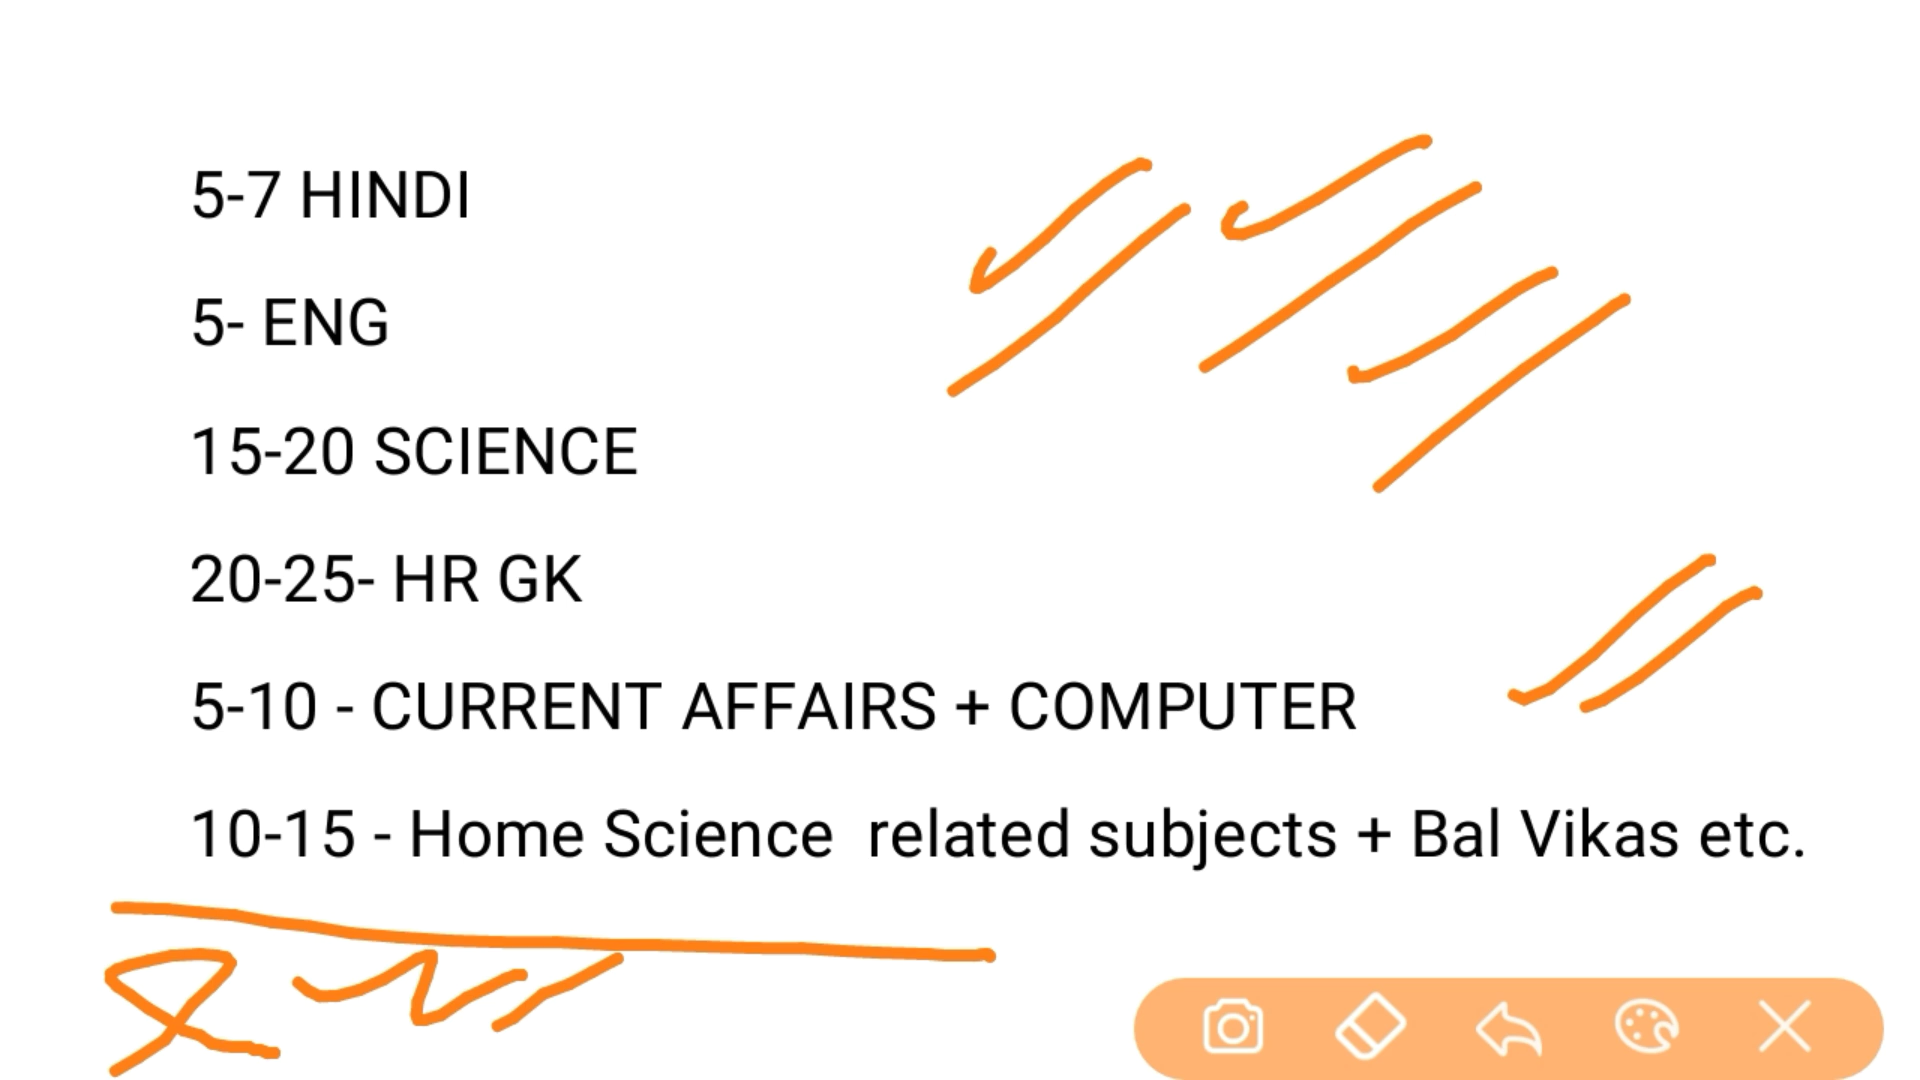 5-7 HINDI
5- ENG
15-20 SCIENCE
20-25- HR GK
5-10 - CURRENT AFFAIRS + COMPUTER
10-15 - Home Science related subjects + Bal Vikas etc.